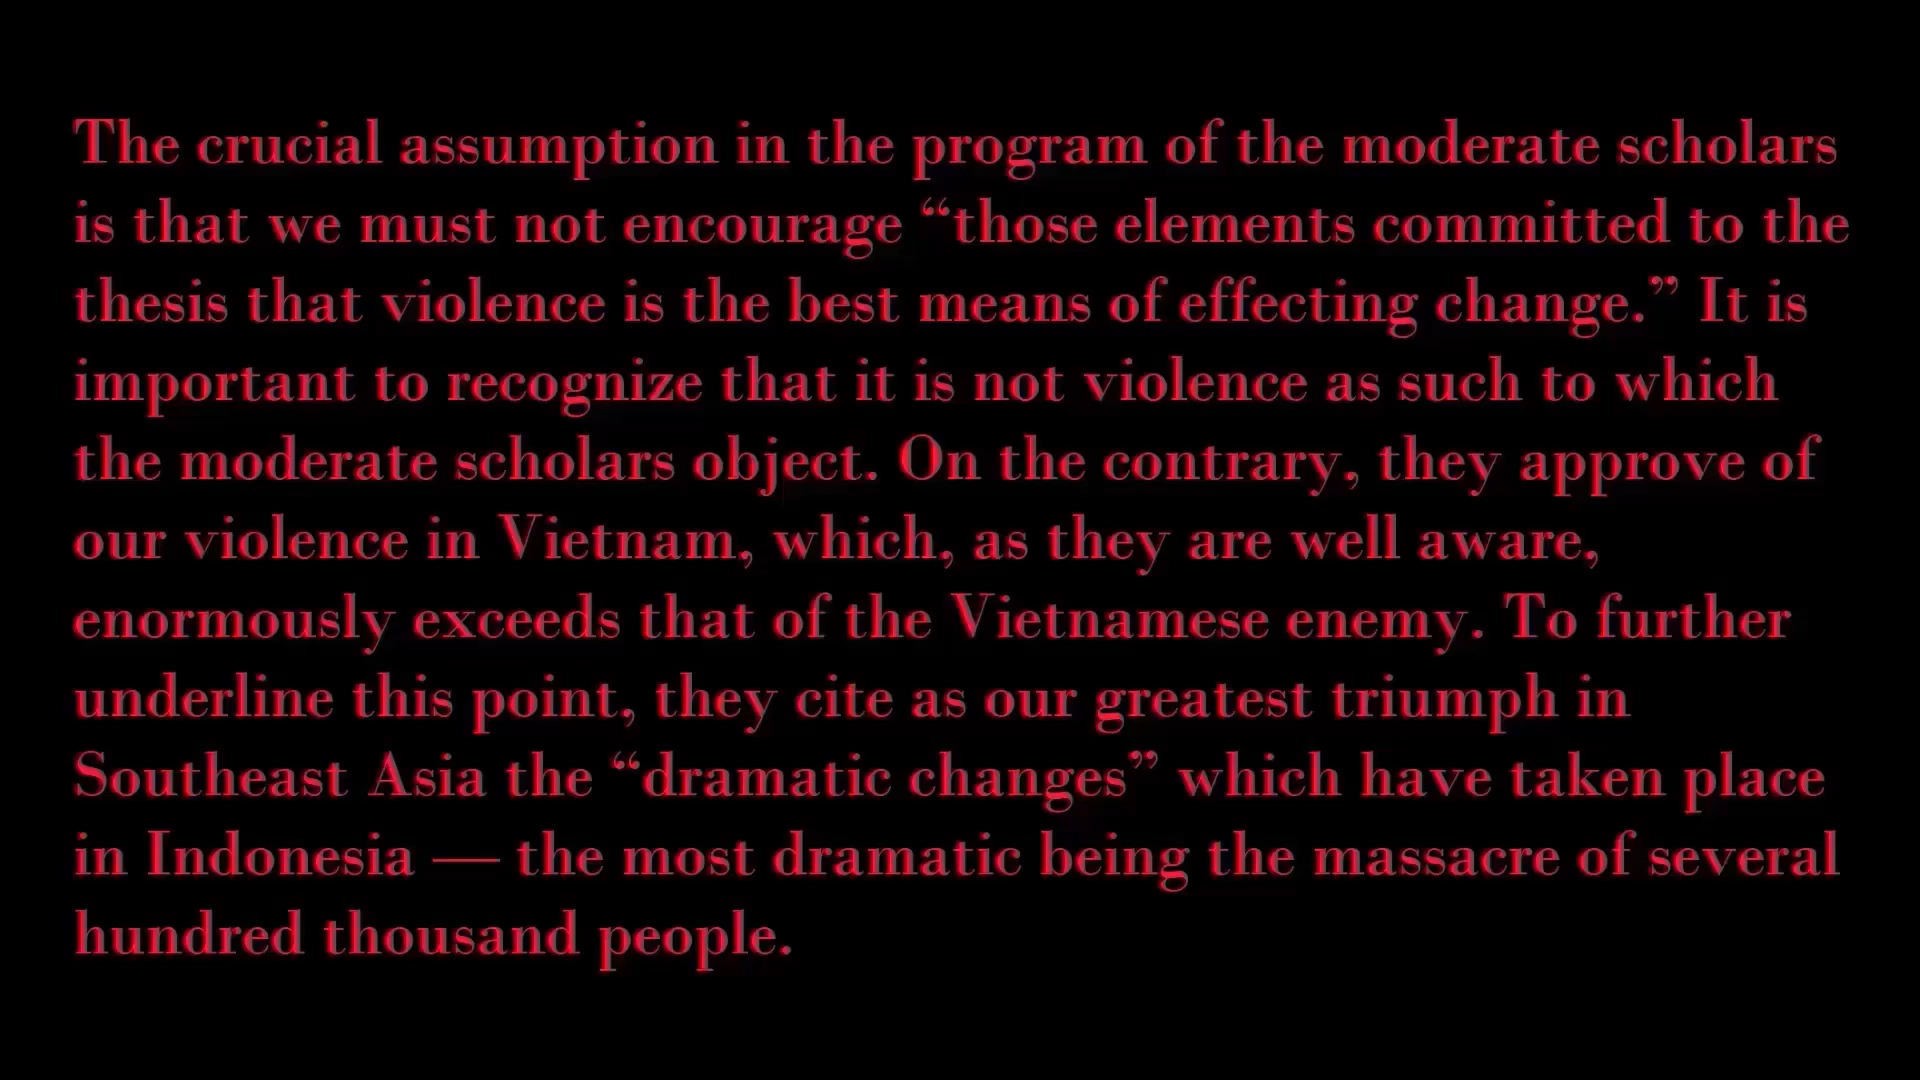 The crucial assumption in the program of the moderate scholars
is that we must not encourage “those elements committed to the
thesis that violence is the best means of effecting change.” It is
important to recognize that it is not violence as such to which
the moderate scholars object. On the contrary, they approve of
our violence in Vietnam, which, as they are well aware,
enormously exceeds that of the Vietnamese enemy. To further
underline this point, they cite as our greatest triumph in
Southeast Asia the “dramatic changes” which have taken place
in Indonesia — the most dramatic being the massacre of several
hundred thousand people.